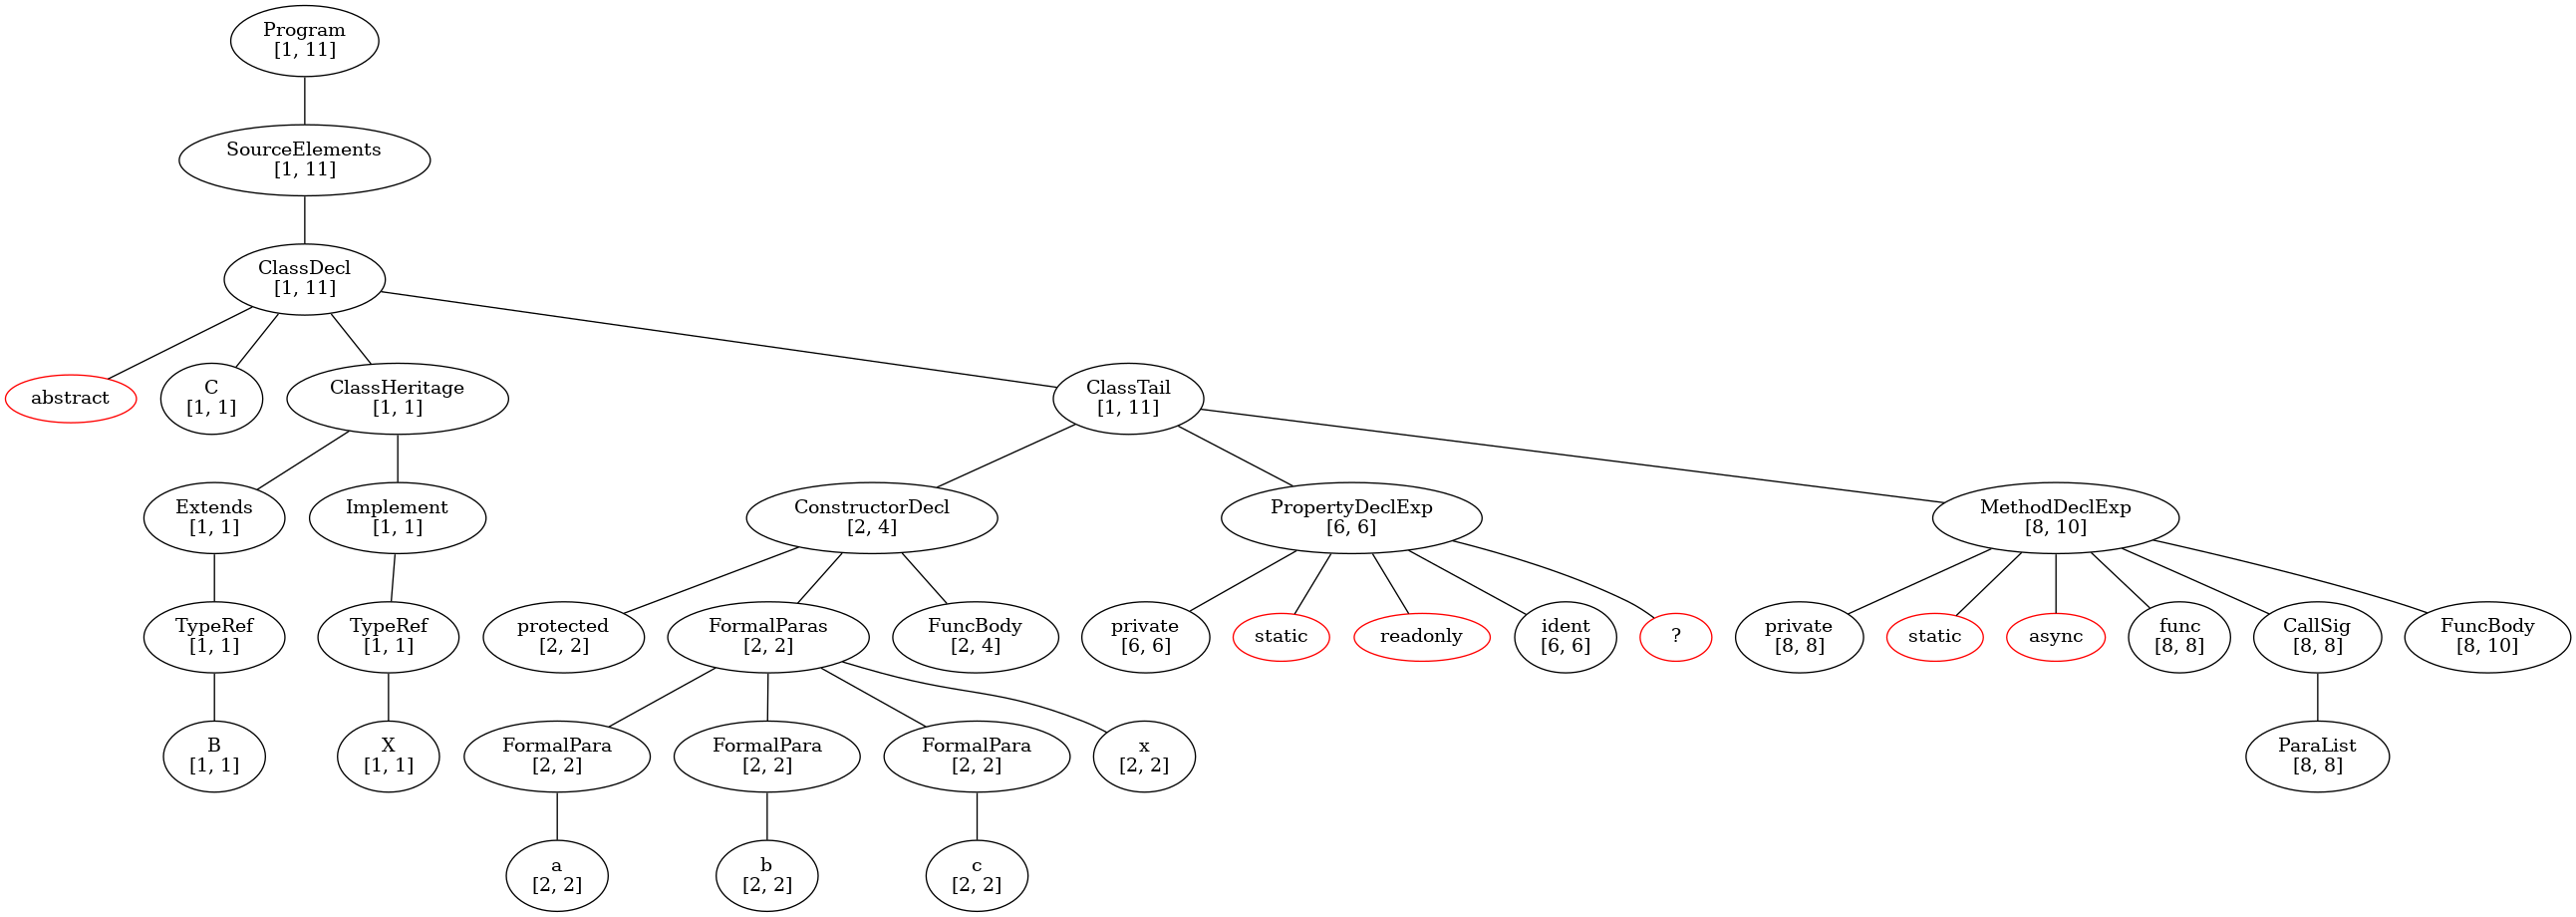 Program
[1, 11]
SourceElements
[1, 11]
ClassDecl
[1, 11]
abstract
C
[1, 1]
ClassHeritage
[1, 1]
ClassTail
[1, 11]
Extends
[1, 1]
Implement
[1, 1]
ConstructorDecl
[2, 4]
PropertyDeclExp
[6, 6]
MethodDeclExp
[8, 10]
TypeRef
[1, 1]
TypeRef
[1, 1]
protected
[2, 2]
FormalParas
[2, 2]
FuncBody
[2, 4]
private
[6, 6]
static
readonly
ident
[6, 6]
?
private
[8, 8]
static
async
func
[8, 8]
CallSig
[8, 8]
FuncBody
[8, 10]
B
[1, 1]
X
[1, 1]
FormalPara
[2, 2]
FormalPara
[2, 2]
FormalPara
[2, 2]
x
[2, 2]
ParaList
[8, 8]
a
[2, 2]
b
[2, 2]
c
[2, 2]